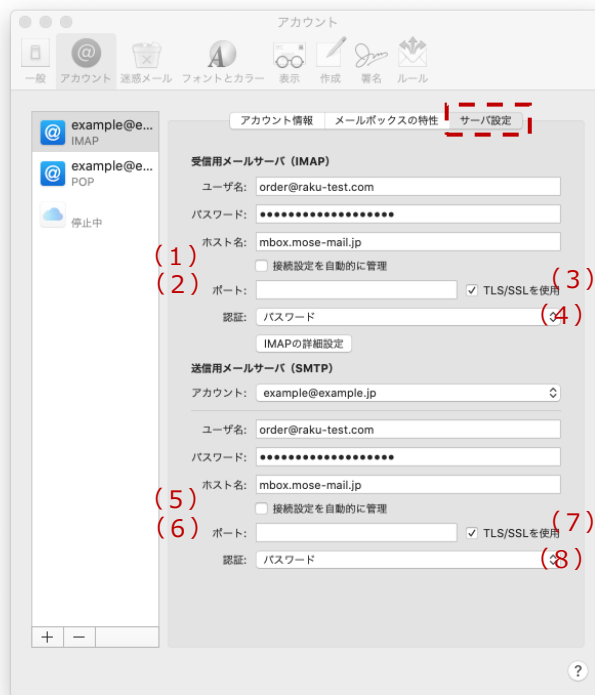 アカウント
一般 アカウント 迷惑メール フォントとカラー 表示 作成 署名 ルール
example@e...
IMAP
example@e...
POP
停止中
アカウント情報 メールボックスの特性 サーバ設定
受信用メールサーバ（IMAP）
ユーザ名: order@raku-test.com
パスワード: ●●●●●●●●●●●●●●●●●●●
ホスト名: mbox.mose-mail.jp
（1） 接続設定を自動的に管理
（2） ポート: TLS/SSLを使用 （3）
認証: パスワード （4）
IMAPの詳細設定
送信用メールサーバ（SMTP）
アカウント: example@example.jp
ユーザ名: order@raku-test.com
パスワード: ●●●●●●●●●●●●●●●●●●●
ホスト名: mbox.mose-mail.jp
（5） 接続設定を自動的に管理
（6） ポート: TLS/SSLを使用 （7）
認証: パスワード （8）
+ −
?